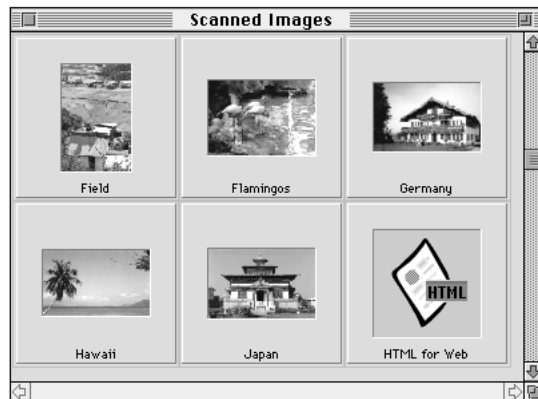 Scanned Images
Field
Flamingos
Germany
HTML
Hawaii
Japan
HTML for Web